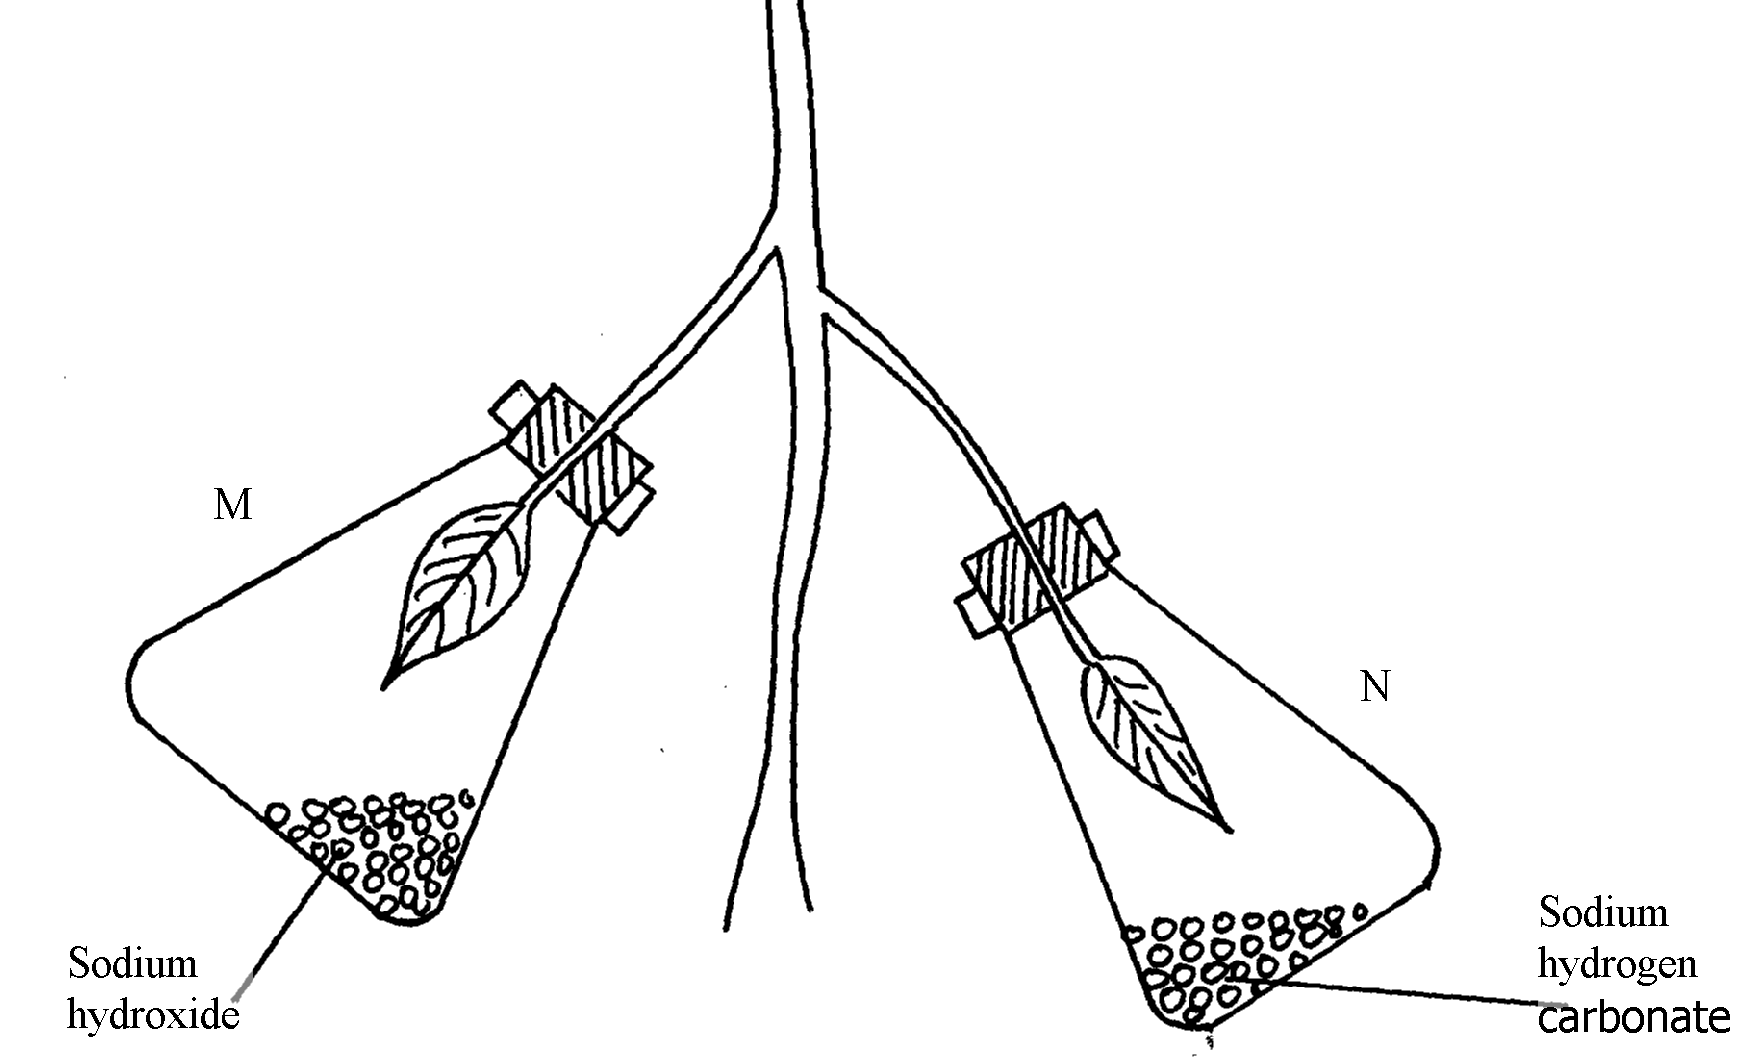 M
N
Sodium
hydroxide
Sodium
hydrogen
carbonate